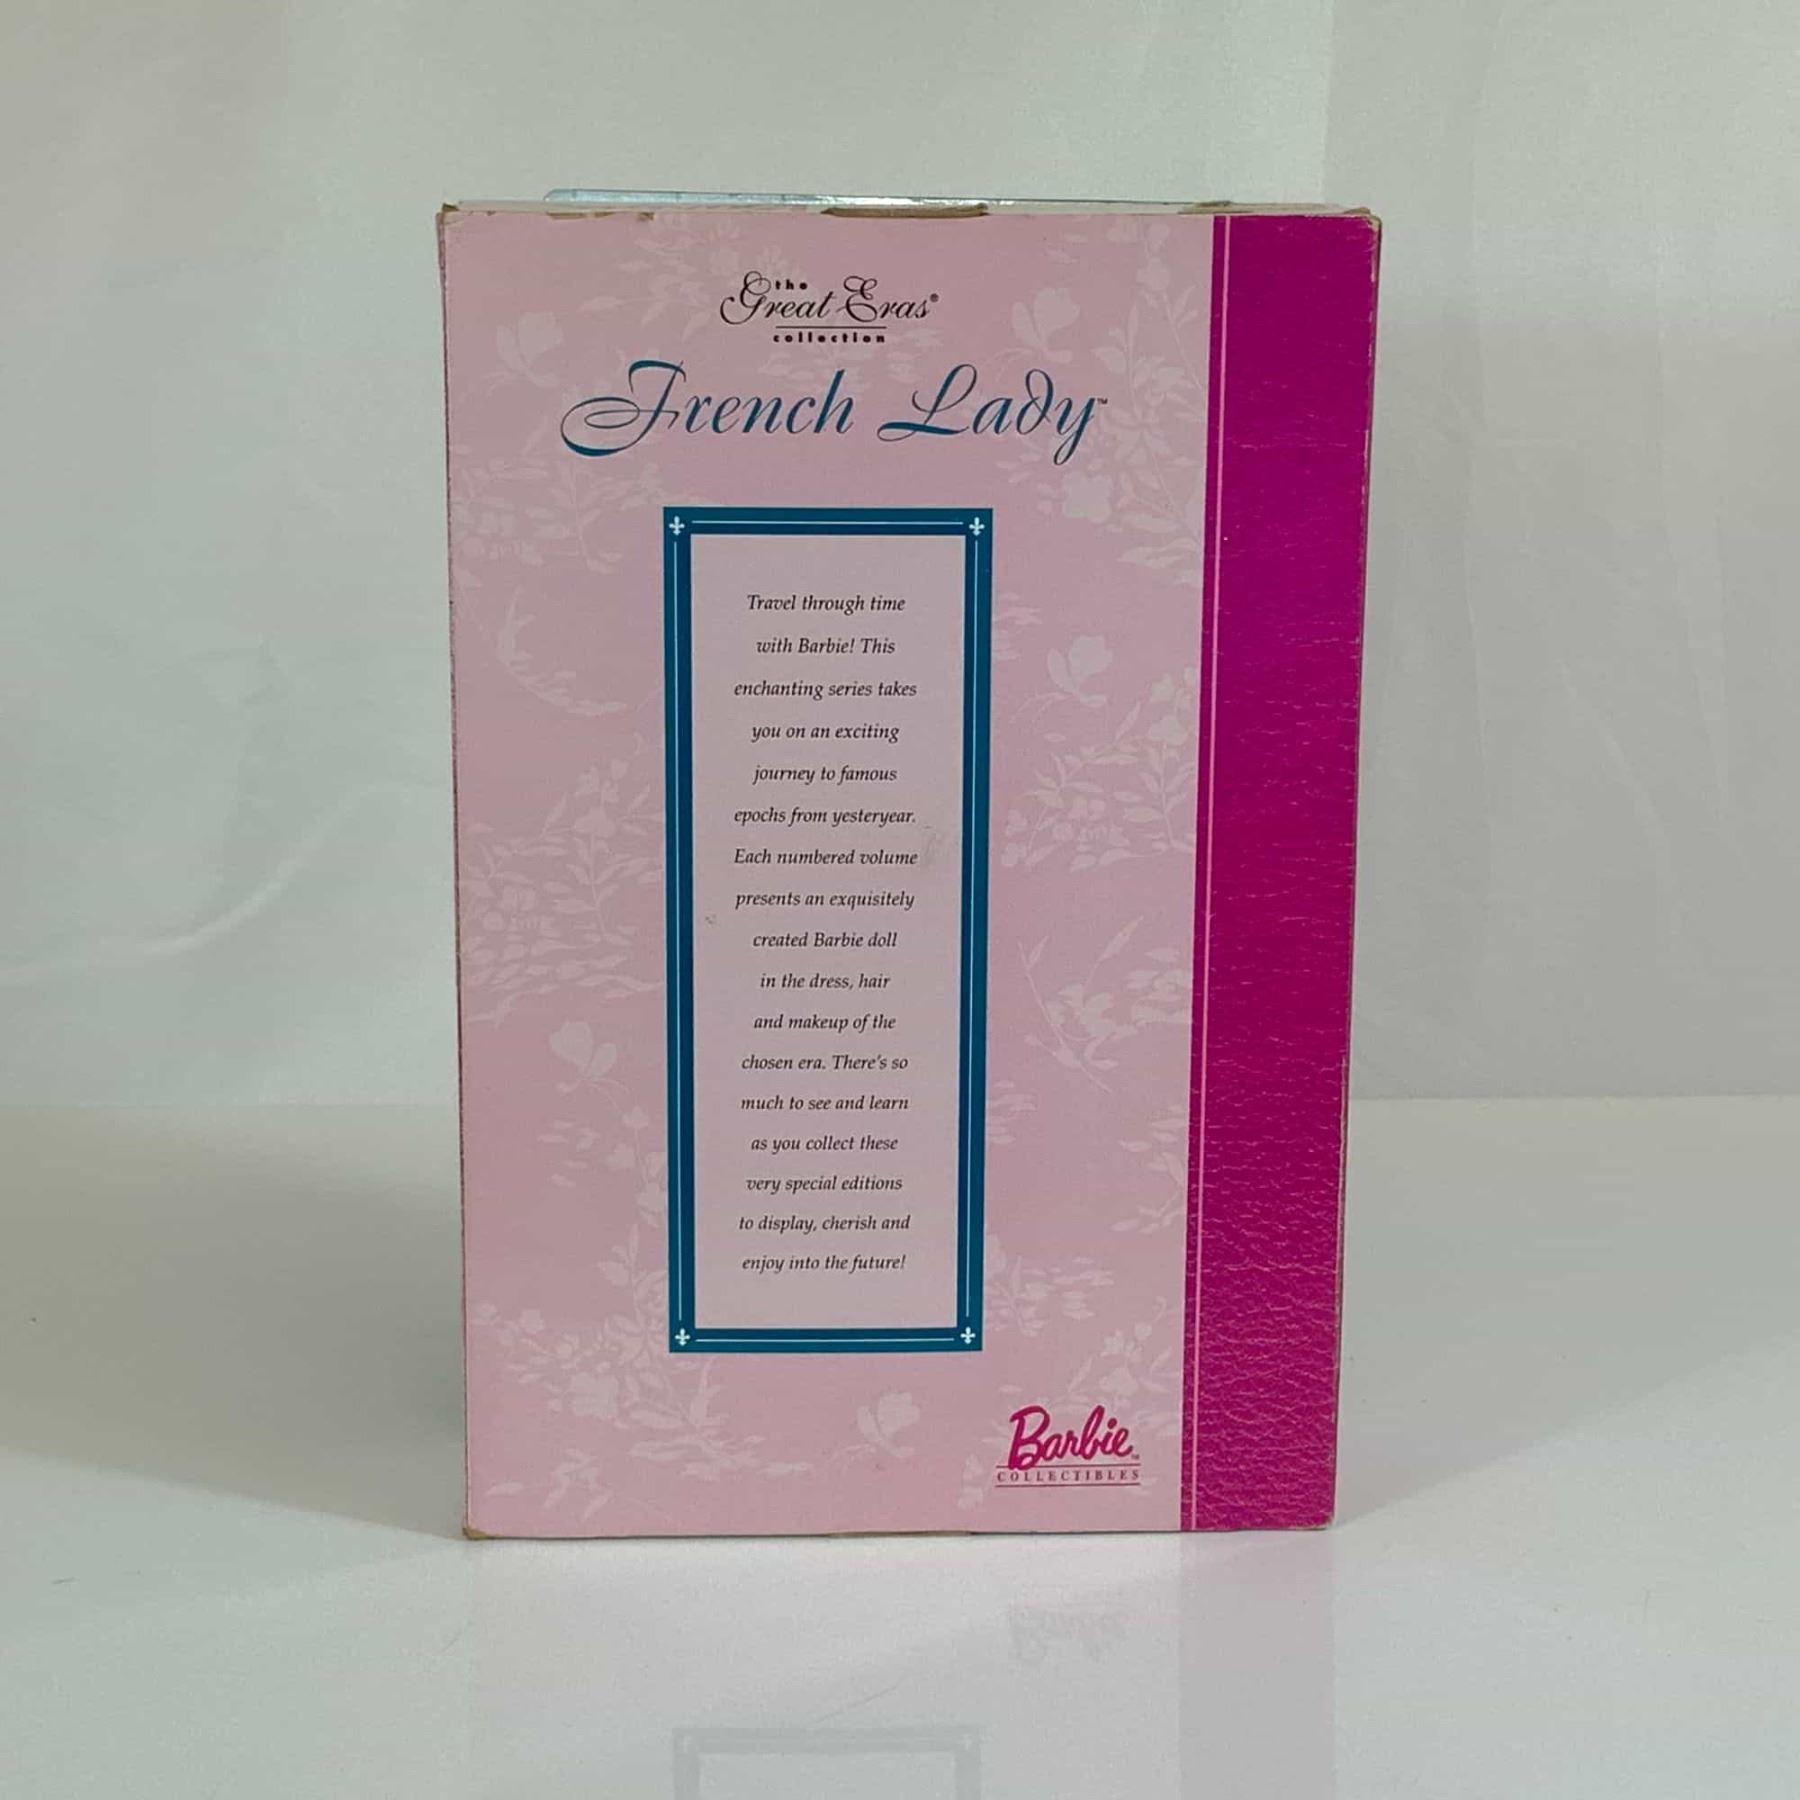 the
Great Eras®
collection
French Lady™
Travel through time
with Barbie! This
enchanting series takes
you on an exciting
journey to famous
epochs from yesteryear.
Each numbered volume
presents an exquisitely
created Barbie doll
in the dress, hair
and makeup of the
chosen era. There's so
much to see and learn
as you collect these
very special editions
to display, cherish and
enjoy into the future!
Barbie™
COLLECTIBLES